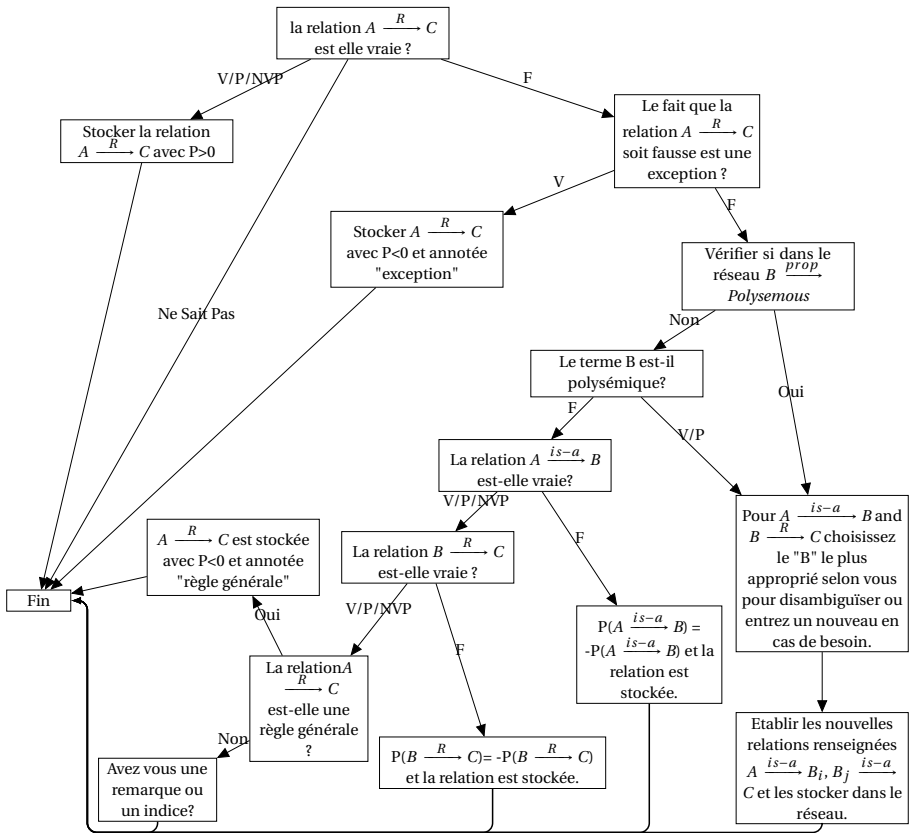 la relation A R→ C
est elle vraie ?
V/P/NVP
F
Stocker la relation
A R→ C avec P>0
Le fait que la
relation A R→ C
soit fausse est une
exception ?
V
F
Stocker A R→ C
avec P<0 et annotée
"exception"
Vérifier si dans le
réseau B prop→
Polysemous
Ne Sait Pas
Non
Oui
Le terme B est-il
polysémique?
F
V/P
La relation A is−a→ B
est-elle vraie?
V/P/NVP
F
Pour A is−a→ B and
B R→ C choisissez
le "B" le plus
approprié selon vous
pour disambiguïser ou
entrez un nouveau en
cas de besoin.
A R→ C est stockée
avec P<0 et annotée
"règle générale"
La relation B R→ C
est-elle vraie ?
Fin
V/P/NVP
Oui
F
P(A is−a→ B) =
-P(A is−a→ B) et la
relation est
stockée.
La relationA
R→ C
est-elle une
règle générale
?
Non
P(B R→ C)= -P(B R→ C)
et la relation est stockée.
Etablir les nouvelles
relations renseignées
A is−a→ Bi, Bj is−a→
C et les stocker dans le
réseau.
Avez vous une
remarque ou
un indice?